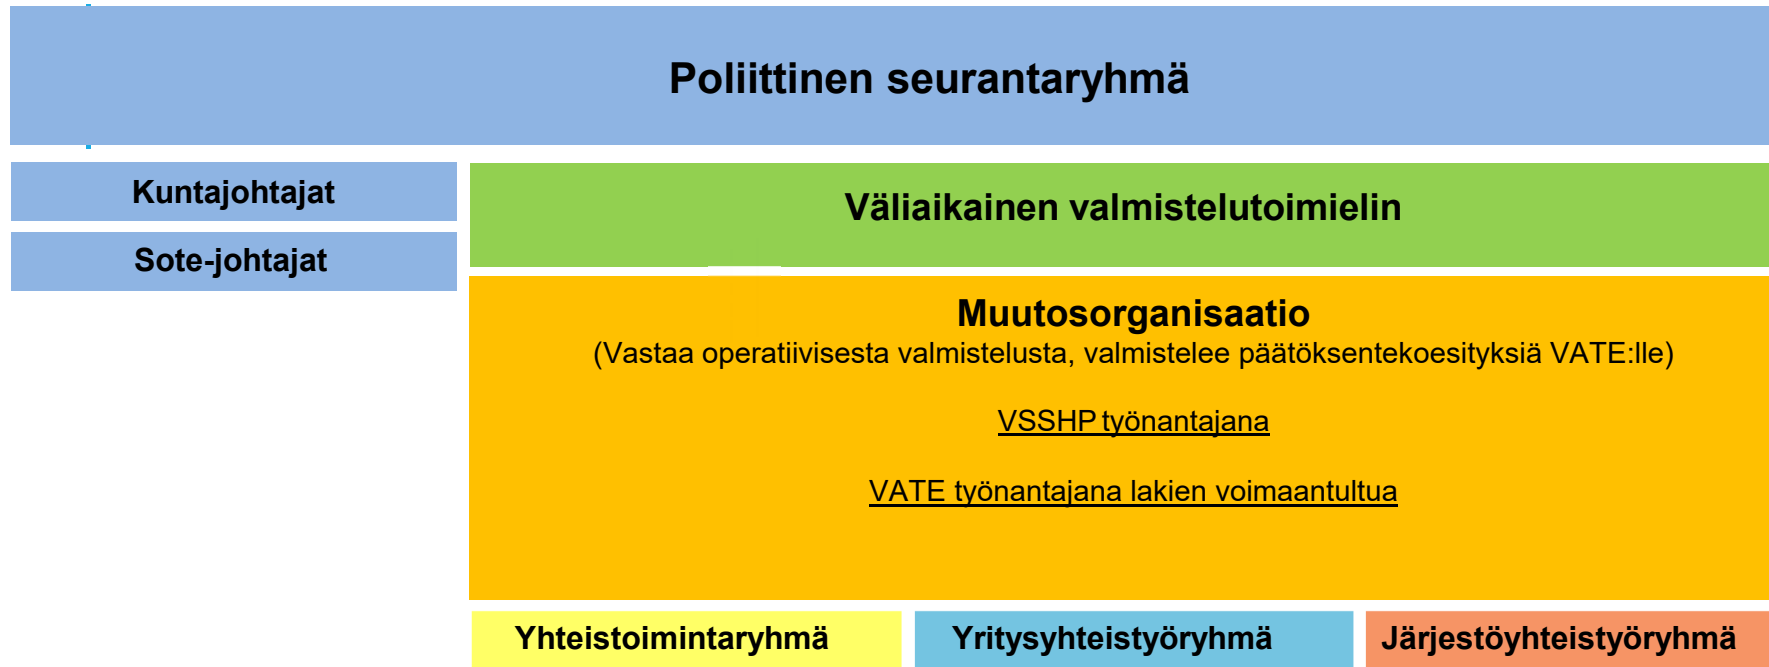 Poliittinen seurantaryhmä
Kuntajohtajat
Sote-johtajat
Väliaikainen valmistelutoimielin
Muutosorganisaatio
(Vastaa operatiivisesta valmistelusta, valmistelee päätöksentekoesityksiä VATE:lle)
VSSHP työnantajana
VATE työnantajana lakien voimaantultua
Yhteistoimintaryhmä
Yritysyhteistyöryhmä
Järjestöyhteistyöryhmä